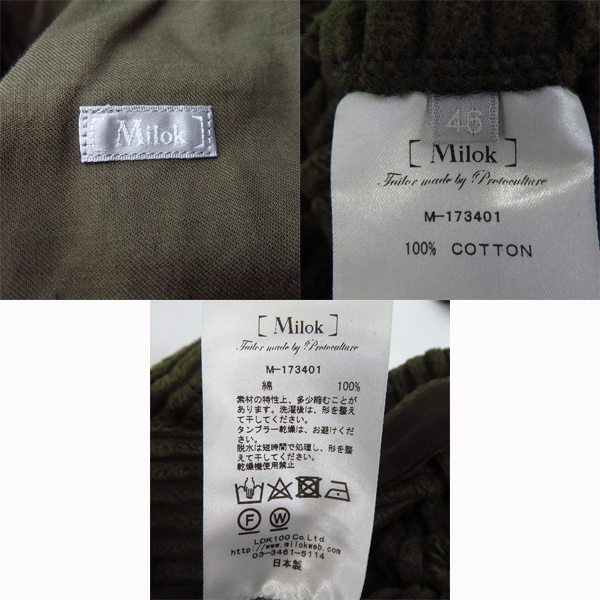 [Milok]
46
[Milok]
Tailor made by Protoculture
M-173401
100% COTTON
[Milok]
Tailor made by Protoculture
M-173401
綿 100%
素材の特性上、多少縮むことが
あります。洗濯後は、形を整え
て干してください。
タンブラー乾燥は、お避けくださ
い。
脱水は短時間で処理し、形を整
えて干してください。
乾燥機使用禁止
F W
LDK100 Co.Ltd
http://www.milokweb.com/
03-3461-5114
日本製